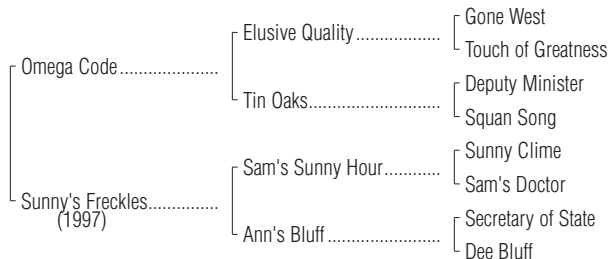 Gone West
Elusive Quality..................
Touch of Greatness
Omega Code.....................
Deputy Minister
Tin Oaks............................
Squan Song
Sunny Clime
Sam's Sunny Hour............
Sam's Doctor
Sunny's Freckles...............
(1997)
Secretary of State
Ann's Bluff ........................
Dee Bluff